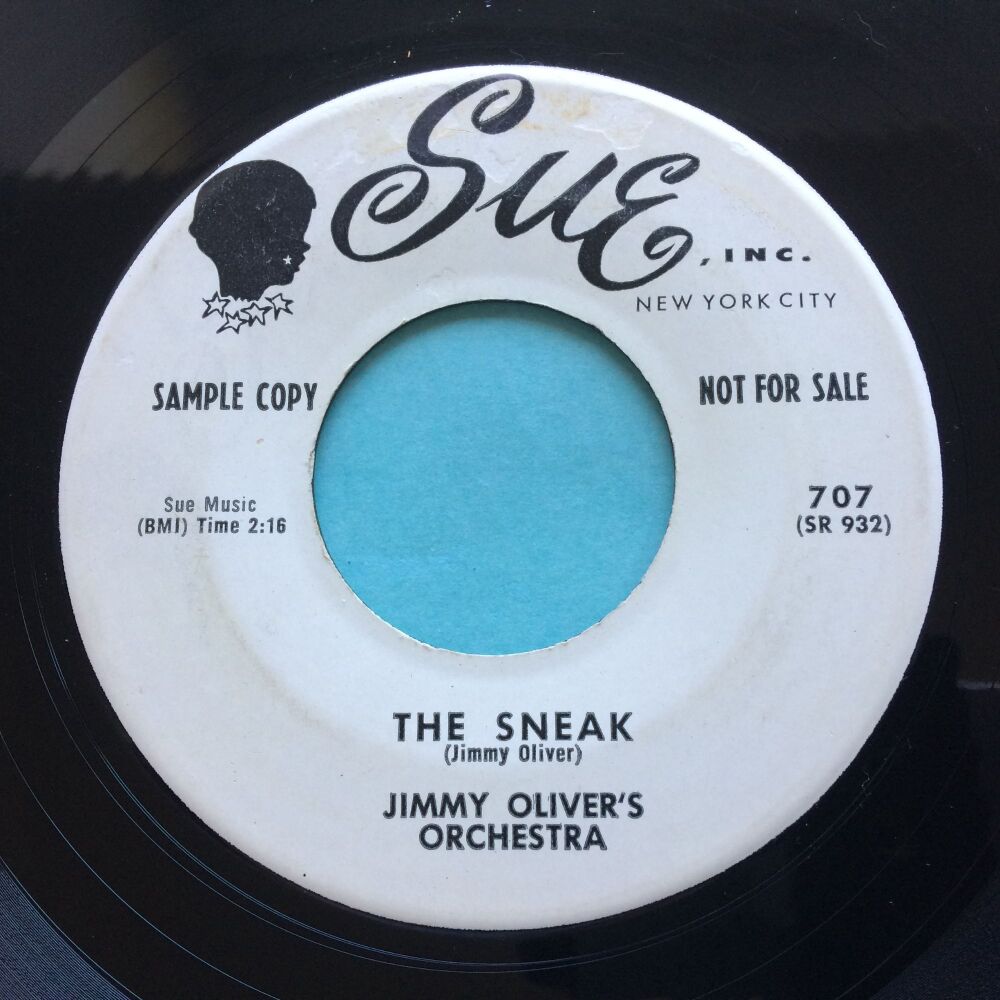 Sue, INC.
NEW YORK CITY
SAMPLE COPY
NOT FOR SALE
Sue Music
(BMI) Time 2:16
707
(SR 932)
THE SNEAK
(Jimmy Oliver)
JIMMY OLIVER'S
ORCHESTRA